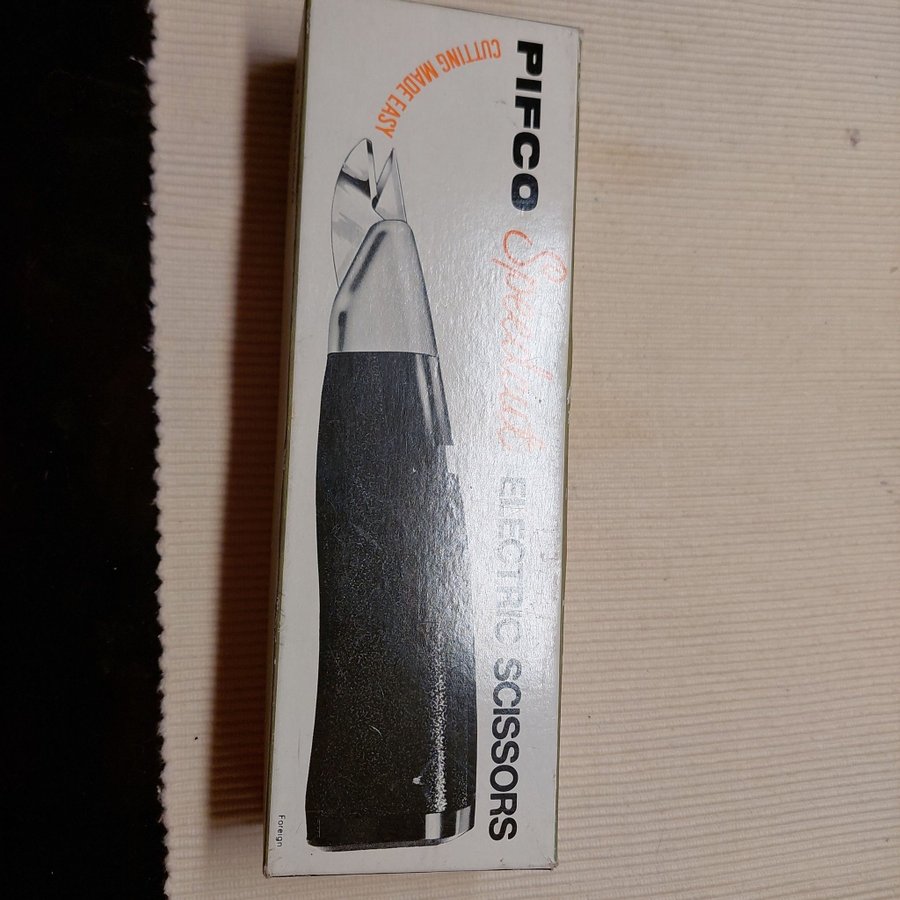 PIFCO Speedcut ELECTRIC SCISSORS
CUTTING MADE EASY
Foreign